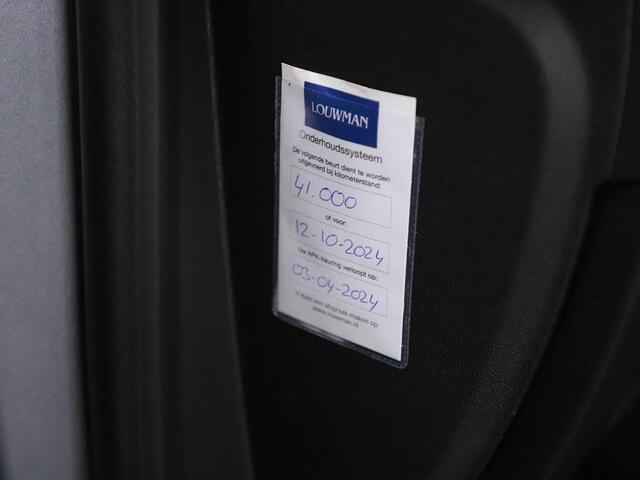 LOUWMAN
Onderhoudssysteem
De volgende beurt dient te worden
uitgevoerd bij kilometerstand:
41.000
of voor:
12-10-2024
Uw APK-keuring verloopt op:
03-04-2024
U kunt een afspraak maken op
www.louwman.nl